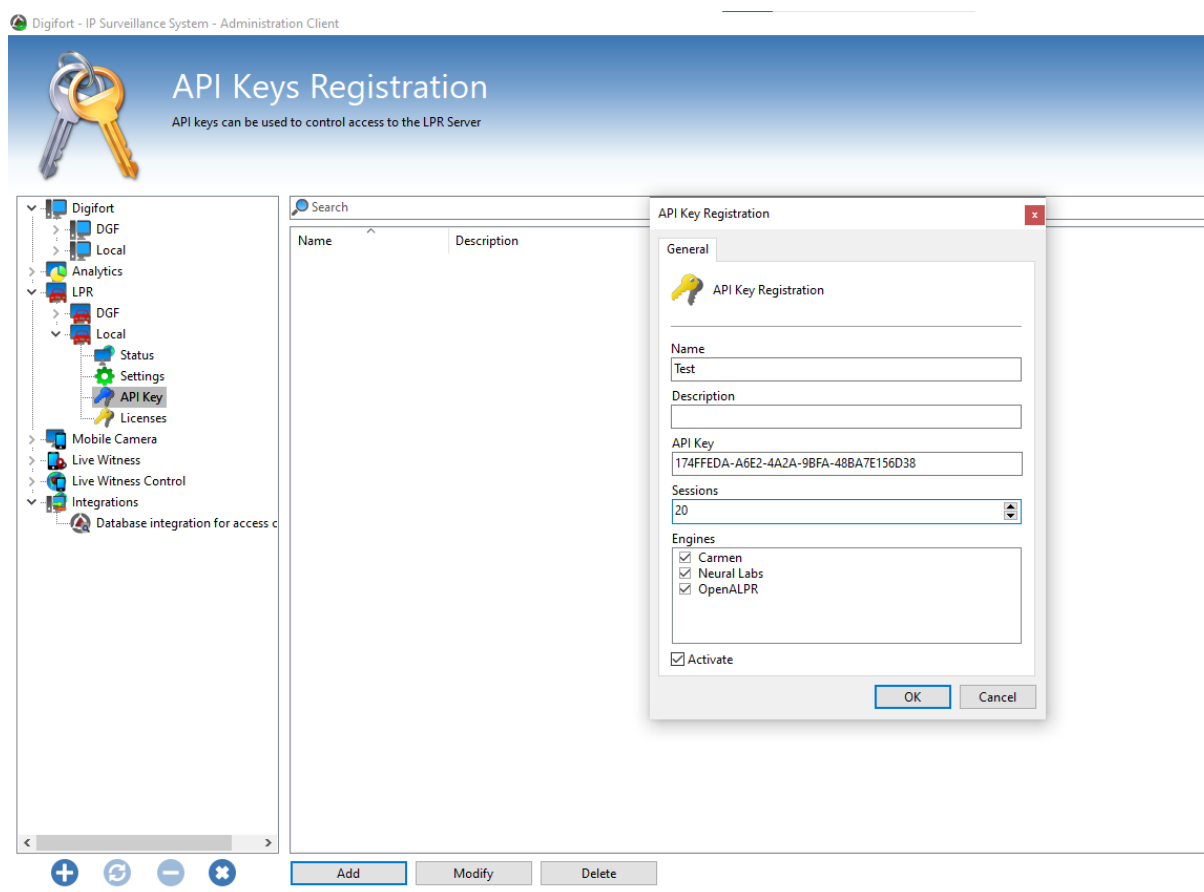 Digifort - IP Surveillance System - Administration Client
API Keys Registration
API keys can be used to control access to the LPR Server
Digifort
DGF
Local
Analytics
LPR
DGF
Local
Status
Settings
API Key
Licenses
Mobile Camera
Live Witness
Live Witness Control
Integrations
Database integration for access c
Search
Name Description
API Key Registration
General
API Key Registration
Name
Test
Description
API Key
174FFEDA-A6E2-4A2A-9BFA-48BA7E156D38
Sessions
20
Engines
Carmen
Neural Labs
OpenALPR
Activate
OK Cancel
Add Modify Delete